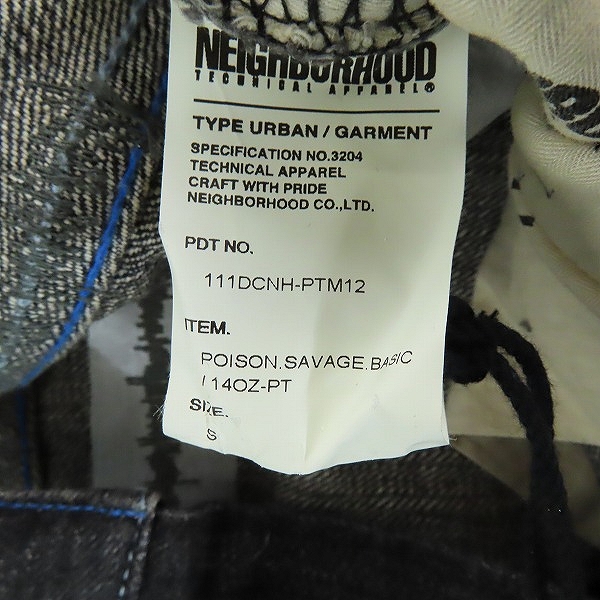 NEIGHBORHOOD
TECHNICAL APPAREL®
TYPE URBAN / GARMENT
SPECIFICATION NO.3204
TECHNICAL APPAREL
CRAFT WITH PRIDE
NEIGHBORHOOD CO.,LTD.
PDT NO.
111DCNH-PTM12
ITEM.
POISON.SAVAGE.BASIC
/ 14OZ-PT
SIZE.
S